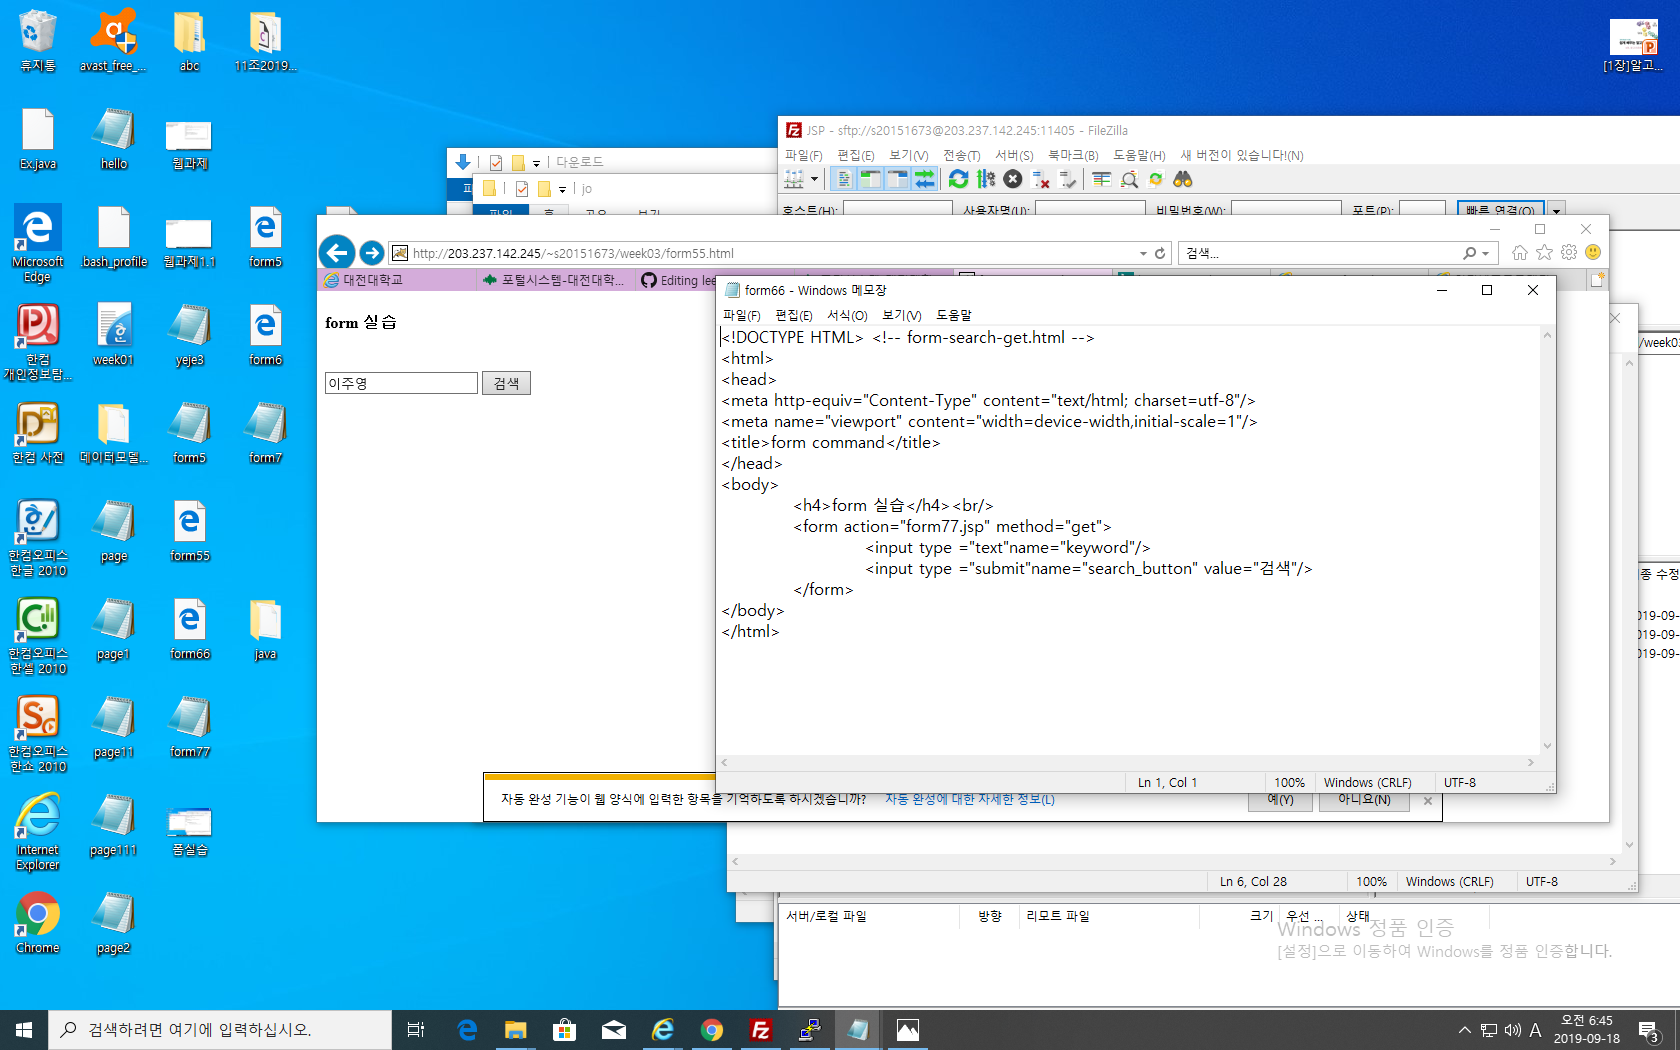 휴지통
avast_free_...
abc
11조2019...
[1장]알고...
Ex.java
hello
웹과제
Microsoft
Edge
.bash_profile
웹과제1.1
form5
한컴
개인정보탐...
week01
yeje3
form6
한컴 사전
데이터모델...
form5
form7
한컴오피스
한글 2010
page
form55
한컴오피스
한셀 2010
page1
form66
java
한컴오피스
한쇼 2010
page11
form77
Internet
Explorer
page111
폼실습
Chrome
page2
다운로드
jo
JSP - sftp://s20151673@203.237.142.245:11405 - FileZilla
파일(F) 편집(E) 보기(V) 전송(T) 서버(S) 북마크(B) 도움말(H) 새 버전이 있습니다!(N)
호스트(H): 사용자명(U): 비밀번호(W): 포트(P): 빠른 연결(Q)
http://203.237.142.245/~s20151673/week03/form55.html
검색...
대전대학교
포털시스템-대전대학...
Editing le
form 실습
이주영
검색
form66 - Windows 메모장
파일(F) 편집(E) 서식(O) 보기(V) 도움말
<!DOCTYPE HTML> <!-- form-search-get.html -->
<html>
<head>
<meta http-equiv="Content-Type" content="text/html; charset=utf-8"/>
<meta name="viewport" content="width=device-width,initial-scale=1"/>
<title>form command</title>
</head>
<body>
<h4>form 실습</h4><br/>
<form action="form77.jsp" method="get">
<input type ="text"name="keyword"/>
<input type ="submit"name="search_button" value="검색"/>
</form>
</body>
</html>
Ln 1, Col 1 100% Windows (CRLF) UTF-8
자동 완성 기능이 웹 양식에 입력한 항목을 기억하도록 하시겠습니까? 자동 완성에 대한 자세한 정보(L) 예(Y) 아니요(N)
/week03
종 수정
019-09-
019-09-
019-09-
Ln 6, Col 28 100% Windows (CRLF) UTF-8
서버/로컬 파일 방향 리모트 파일 크기 우선 ... 상태
Windows 정품 인증
[설정]으로 이동하여 Windows를 정품 인증합니다.
검색하려면 여기에 입력하십시오.
A
오전 6:45
2019-09-18
3